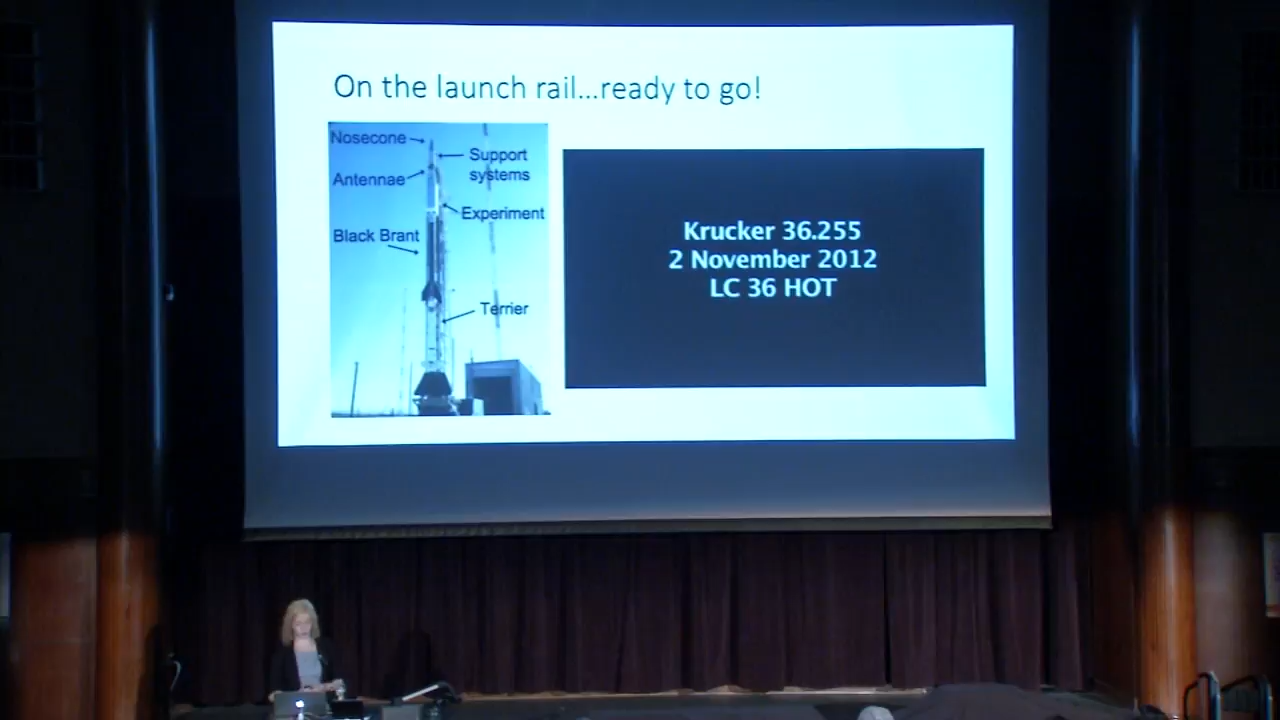 On the launch rail...ready to go!
Nosecone
Support
systems
Antennae
Experiment
Black Brant
Terrier
Krucker 36.255
2 November 2012
LC 36 HOT